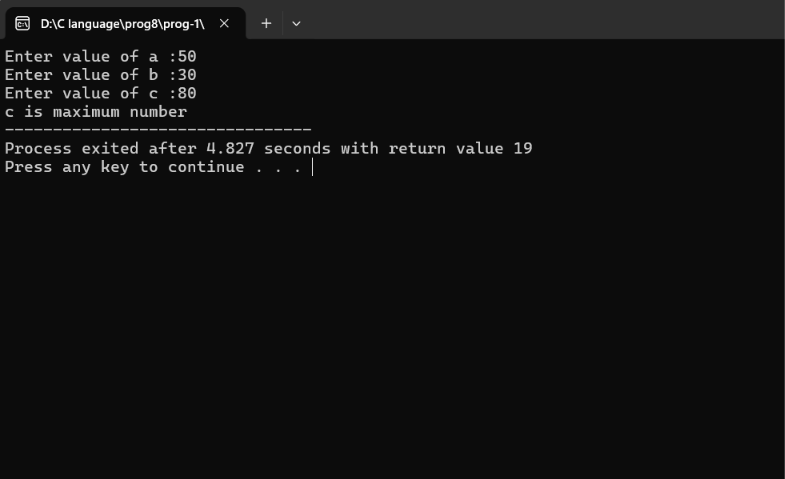 D:\C language\prog8\prog-1\
Enter value of a :50
Enter value of b :30
Enter value of c :80
c is maximum number
--------------------------------
Process exited after 4.827 seconds with return value 19
Press any key to continue . . .